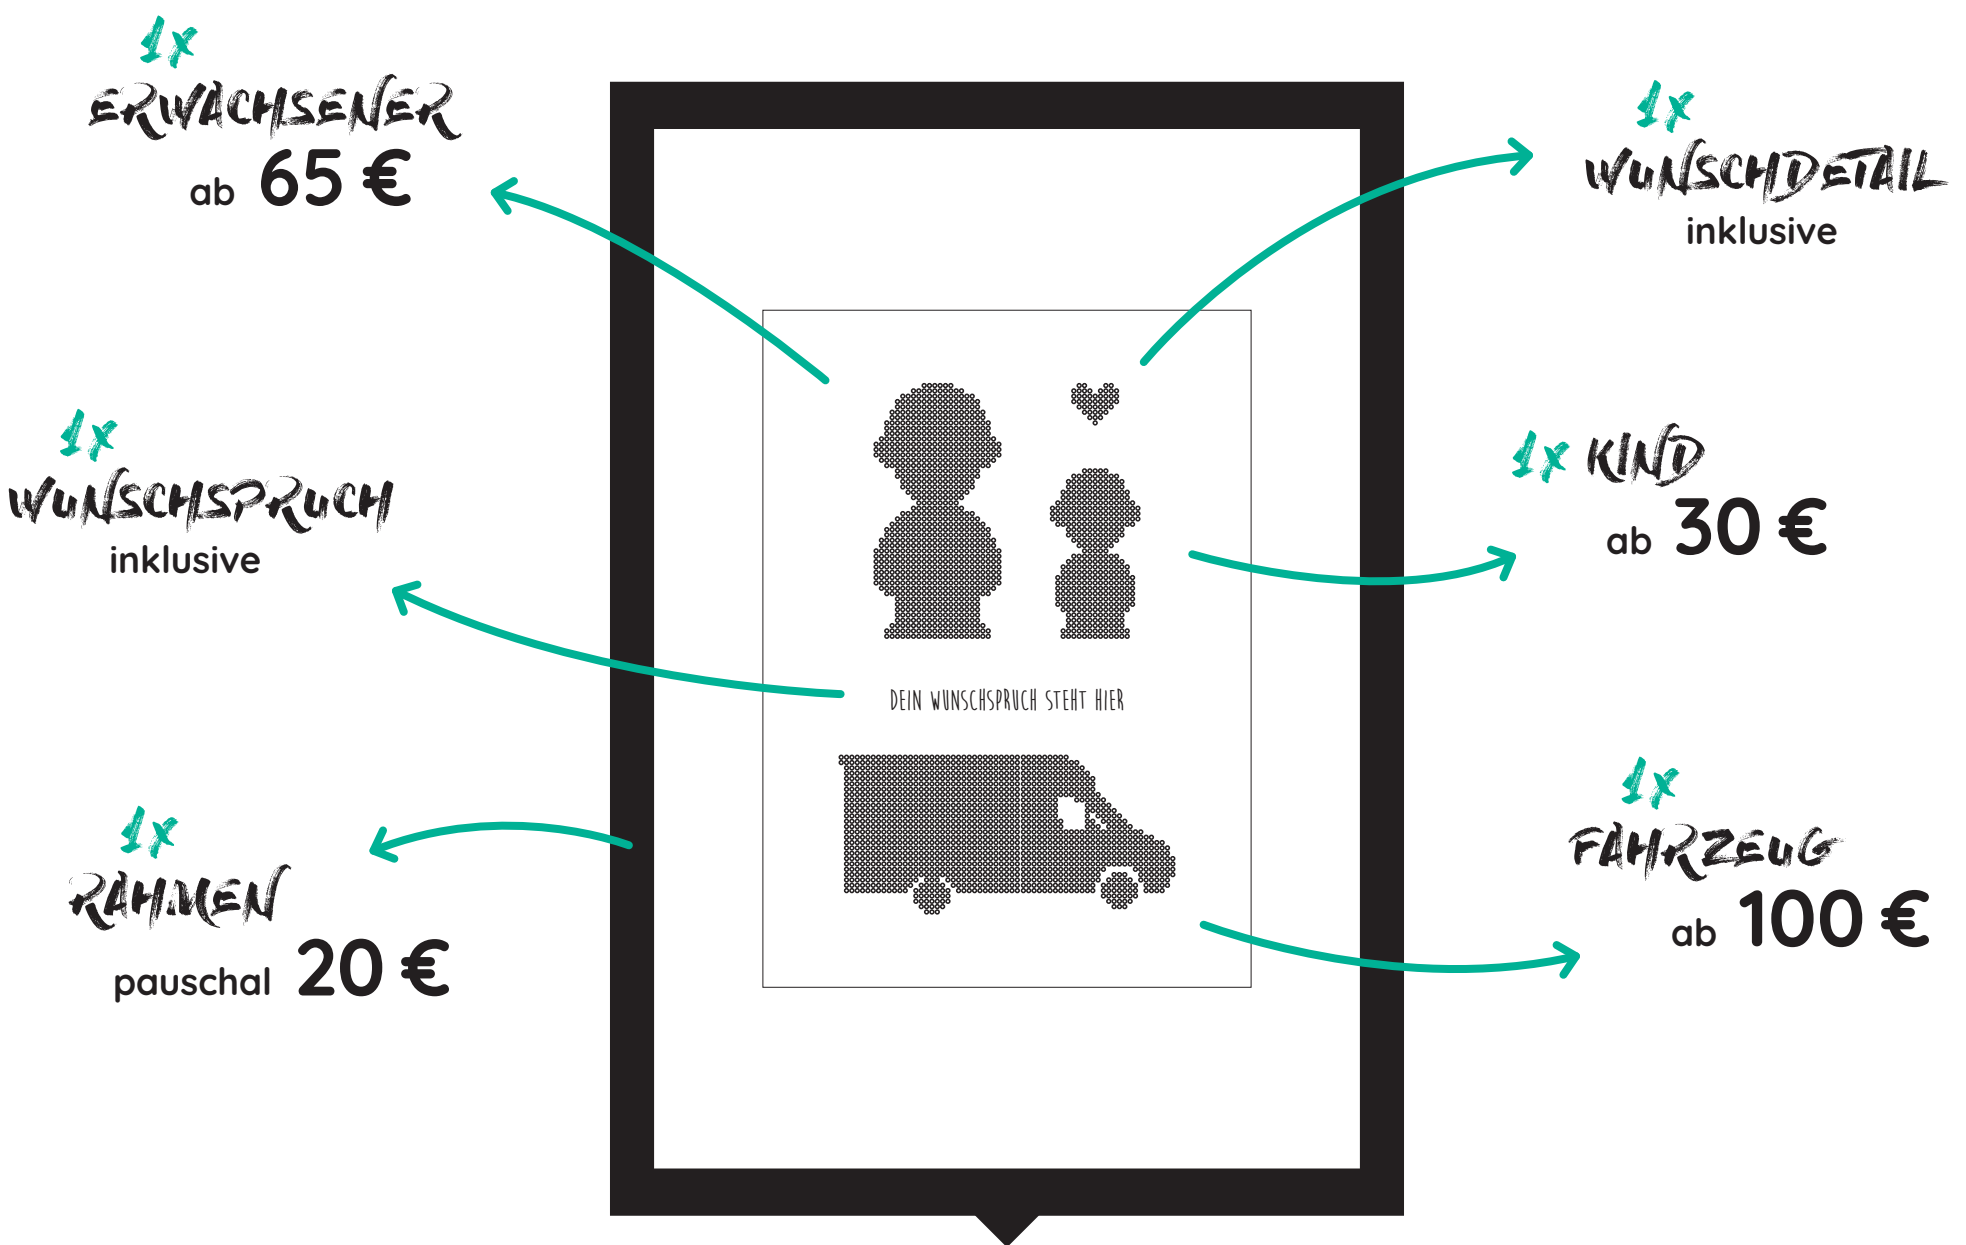 1x
ERWACHSENER
ab 65 €
1x
WUNSCHDETAIL
inklusive
1x
WUNSCHSPRUCH
inklusive
1x KIND
ab 30 €
DEIN WUNSCHSPRUCH STEHT HIER
1x
RAHMEN
pauschal 20 €
1x
FAHRZEUG
ab 100 €